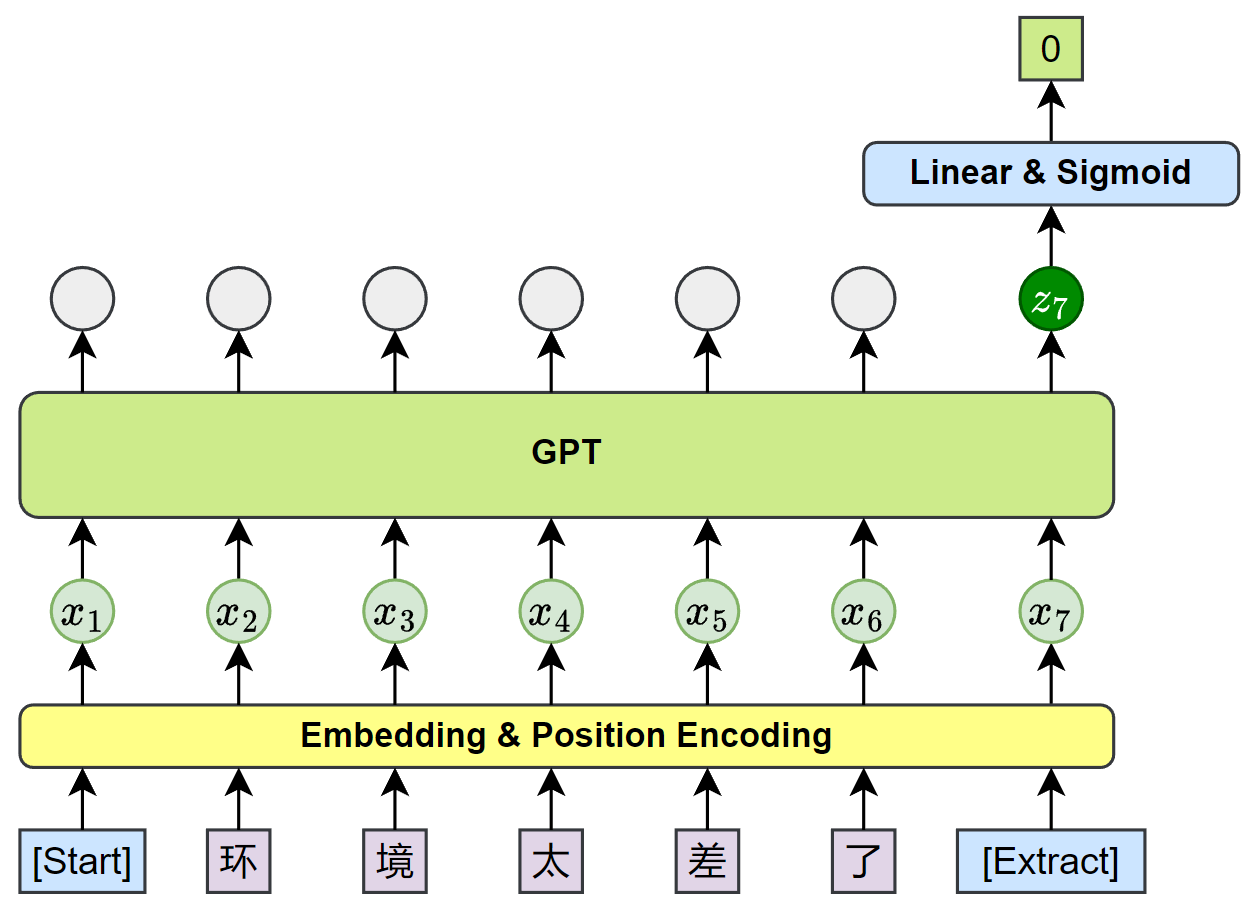 0
Linear & Sigmoid
z₇
GPT
x₁ x₂ x₃ x₄ x₅ x₆ x₇
Embedding & Position Encoding
[Start] 环 境 太 差 了 [Extract]